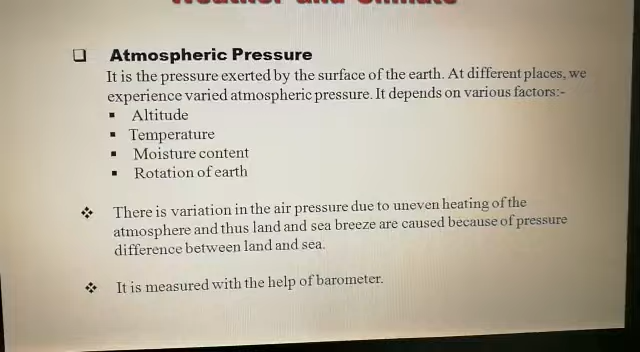 Weather and Climate
❑ Atmospheric Pressure
It is the pressure exerted by the surface of the earth. At different places, we
experience varied atmospheric pressure. It depends on various factors:-
▪ Altitude
▪ Temperature
▪ Moisture content
▪ Rotation of earth
❖ There is variation in the air pressure due to uneven heating of the
atmosphere and thus land and sea breeze are caused because of pressure
difference between land and sea.
❖ It is measured with the help of barometer.